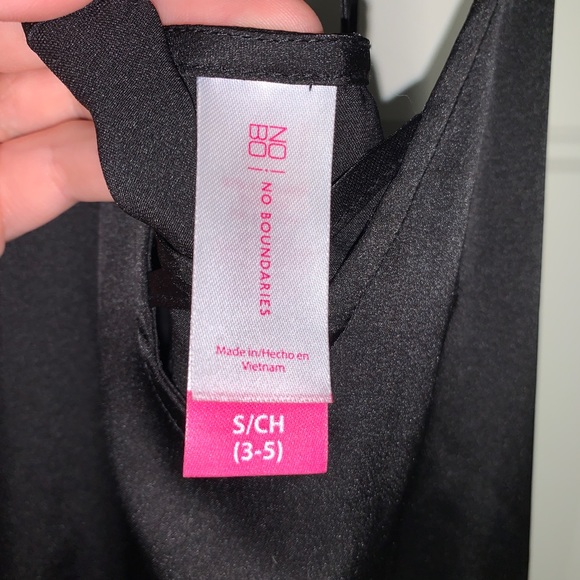 NO
BO
NO BOUNDARIES
Made in/Hecho en
Vietnam
S/CH
(3-5)